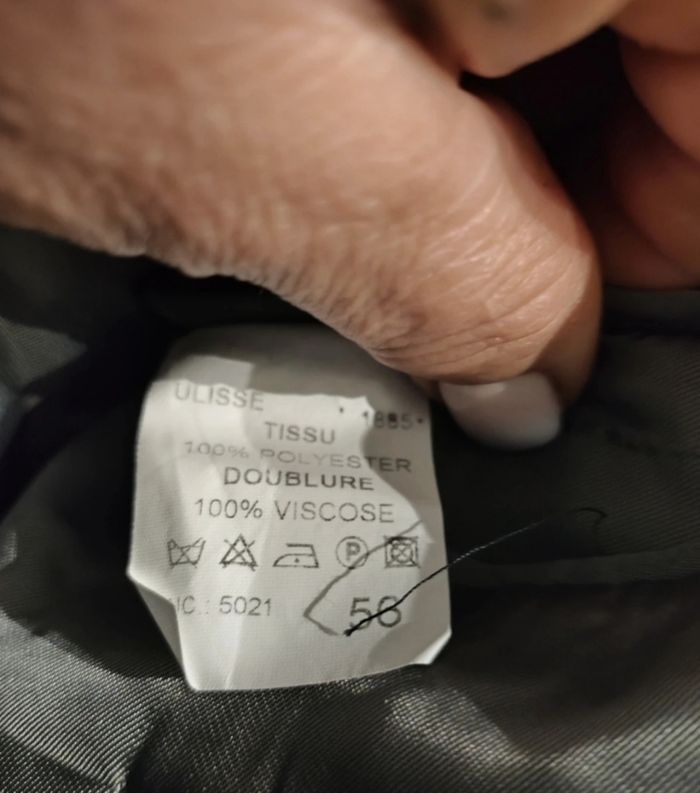 ULISSE
TISSU
100% POLYESTER
DOUBLURE
100% VISCOSE
P
5021
56